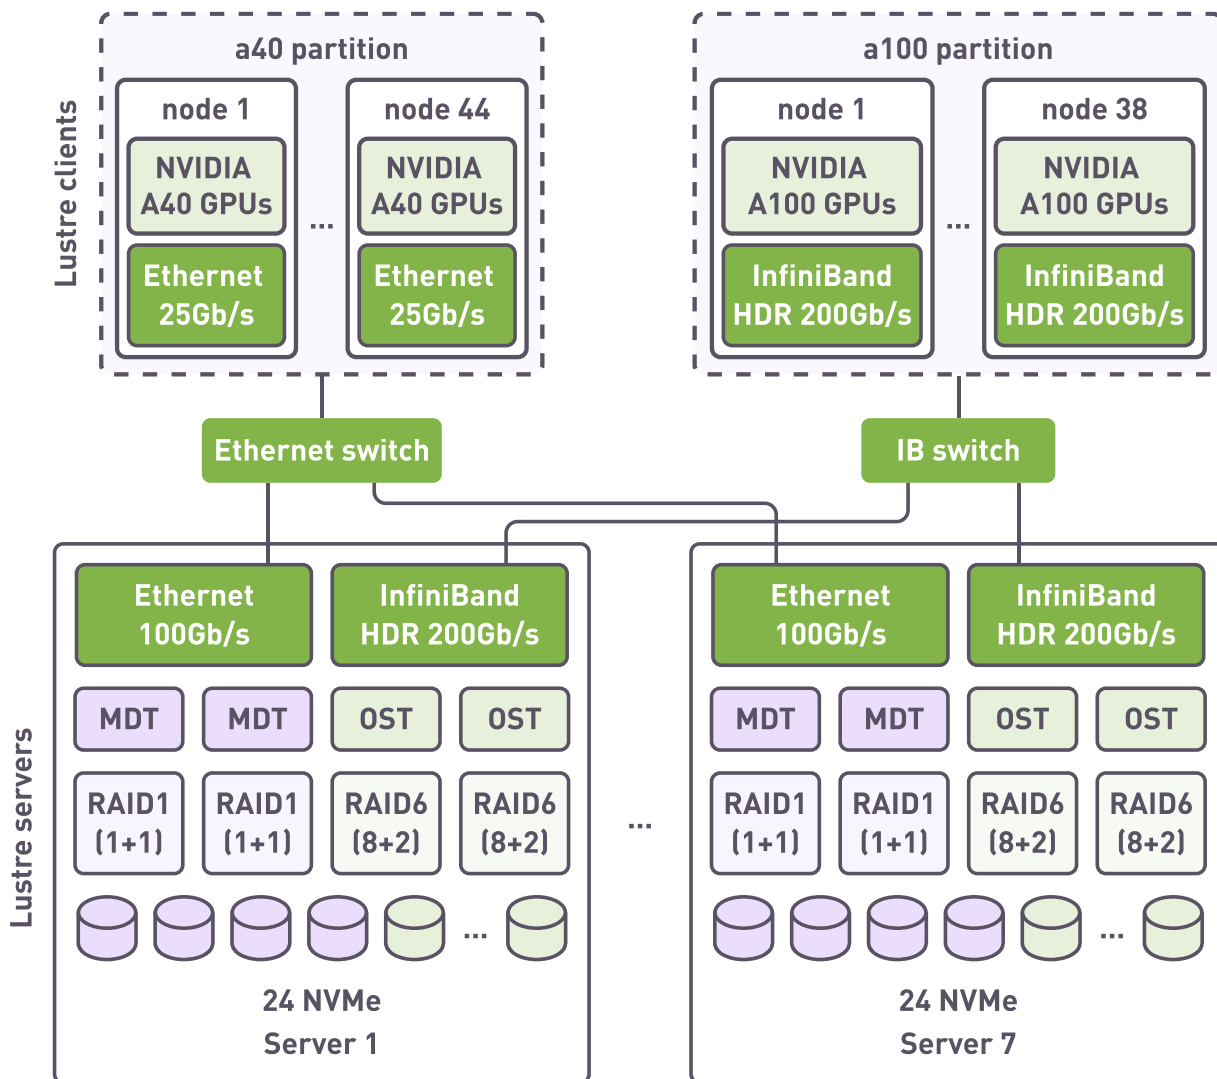 a40 partition
a100 partition
Lustre clients
node 1
node 44
node 1
node 38
NVIDIA
A40 GPUs
NVIDIA
A40 GPUs
NVIDIA
A100 GPUs
NVIDIA
A100 GPUs
...
...
Ethernet
25Gb/s
Ethernet
25Gb/s
InfiniBand
HDR 200Gb/s
InfiniBand
HDR 200Gb/s
Ethernet switch
IB switch
Lustre servers
Ethernet
100Gb/s
InfiniBand
HDR 200Gb/s
Ethernet
100Gb/s
InfiniBand
HDR 200Gb/s
MDT
MDT
OST
OST
MDT
MDT
OST
OST
RAID1
(1+1)
RAID1
(1+1)
RAID6
(8+2)
RAID6
(8+2)
...
RAID1
(1+1)
RAID1
(1+1)
RAID6
(8+2)
RAID6
(8+2)
...
...
24 NVMe
Server 1
24 NVMe
Server 7